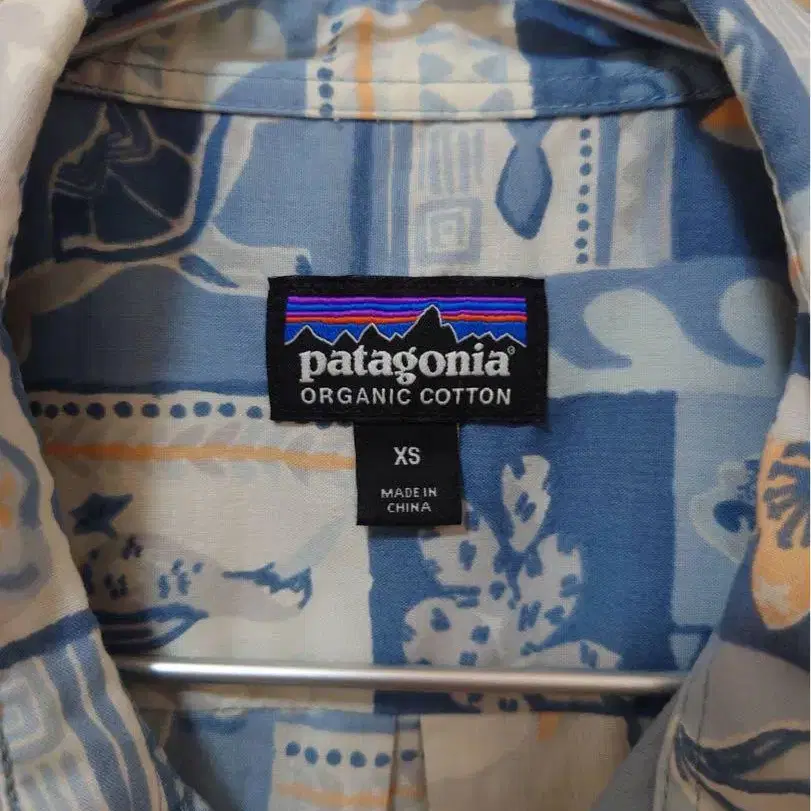 patagonia®
ORGANIC COTTON
XS
MADE IN
CHINA